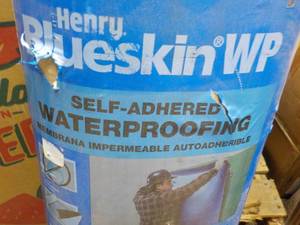 Henry
Blueskin®WP
SELF-ADHERED
WATERPROOFING
MEMBRANA IMPERMEABLE AUTOADHERIBLE